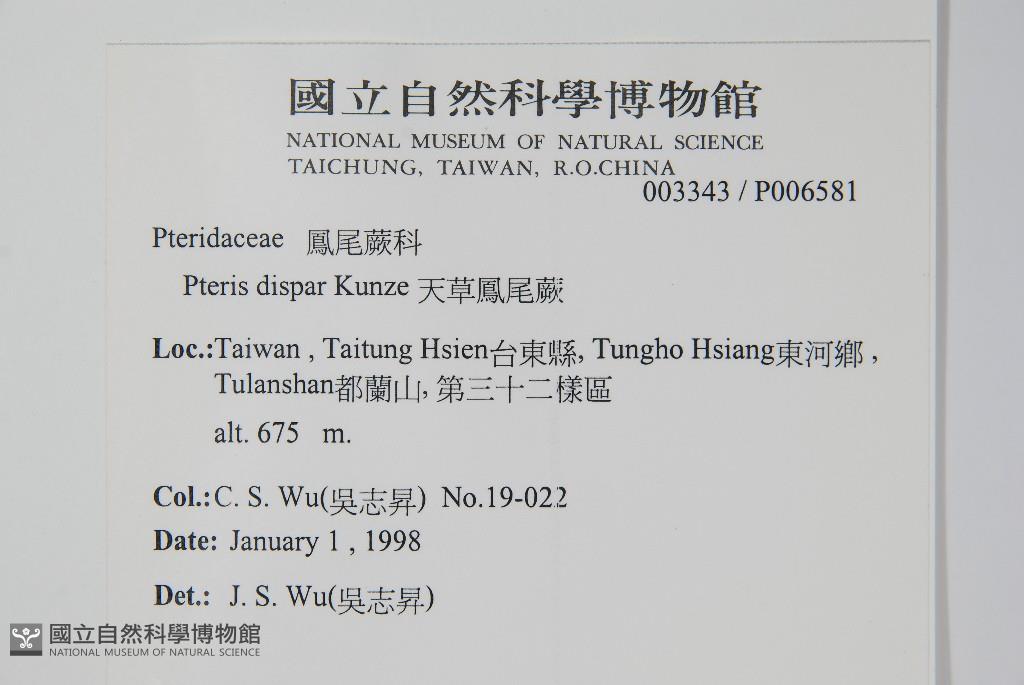 國立自然科學博物館
NATIONAL MUSEUM OF NATURAL SCIENCE
TAICHUNG, TAIWAN, R.O.CHINA
003343 / P006581
Pteridaceae 鳳尾蕨科
Pteris dispar Kunze 天草鳳尾蕨
Loc.:Taiwan , Taitung Hsien台東縣, Tungho Hsiang東河鄉 ,
Tulanshan都蘭山, 第三十二樣區
alt. 675 m.
Col.:C. S. Wu(吳志昇) No.19-022
Date: January 1 , 1998
Det.: J. S. Wu(吳志昇)
國立自然科學博物館
NATIONAL MUSEUM OF NATURAL SCIENCE